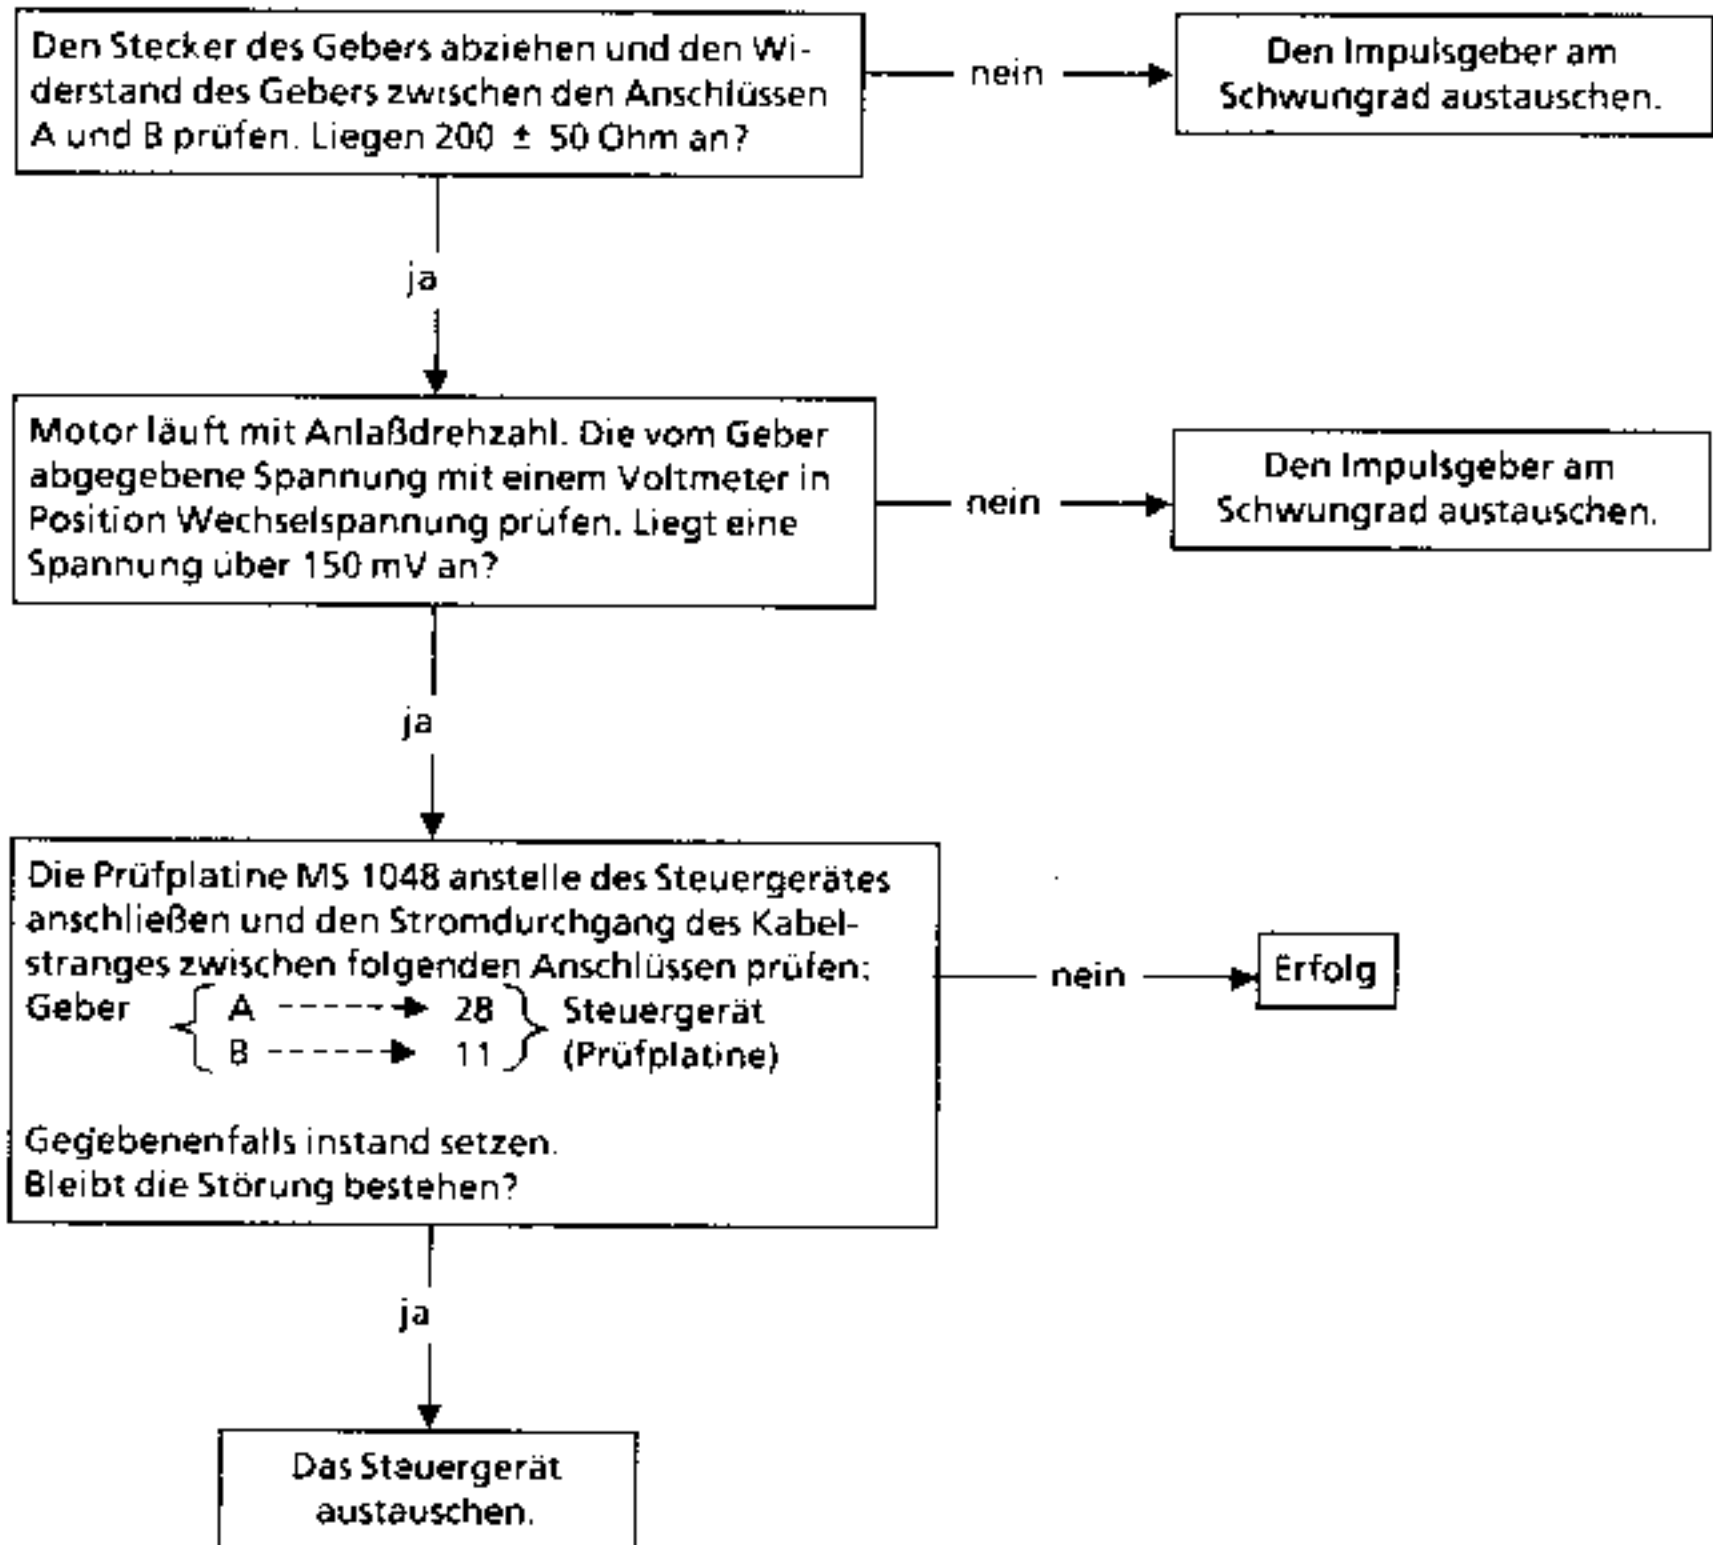 Den Stecker des Gebers abziehen und den Wi-
derstand des Gebers zwischen den Anschlüssen
A und B prüfen. Liegen 200 ± 50 Ohm an?
nein
Den Impulsgeber am
Schwungrad austauschen.
ja
Motor läuft mit Anlaßdrehzahl. Die vom Geber
abgegebene Spannung mit einem Voltmeter in
Position Wechselspannung prüfen. Liegt eine
Spannung über 150 mV an?
nein
Den Impulsgeber am
Schwungrad austauschen.
ja
Die Prüfplatine MS 1048 anstelle des Steuergerätes
anschließen und den Stromdurchgang des Kabel-
stranges zwischen folgenden Anschlüssen prüfen:
Geber A 28 Steuergerät
B 11 (Prüfplatine)
Gegebenenfalls instand setzen.
Bleibt die Störung bestehen?
nein
Erfolg
ja
Das Steuergerät
austauschen.